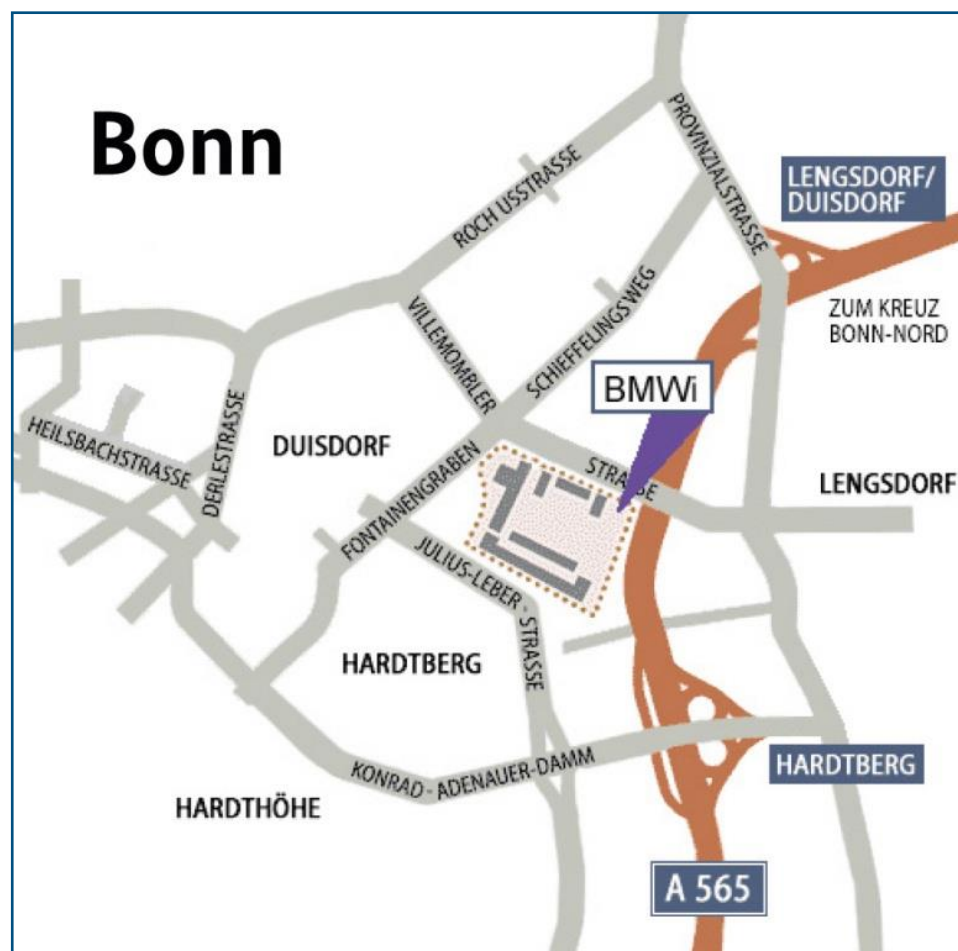 Bonn
PROVINZIALSTRASSE
LENGSDORF/
DUISDORF
ROCH USSTRASSE
ZUM KREUZ
BONN-NORD
VILLEMOMBLER
SCHIEFFELINGSWEG
BMWi
HEILSBACHSTRASSE
DERLESTRASSE
DUISDORF
STRASSE
LENGSDORF
FONTAINENGRABEN
JULIUS-LEBER - STRASSE
HARDTBERG
KONRAD - ADENAUER-DAMM
HARDTBERG
HARDTHÖHE
A 565